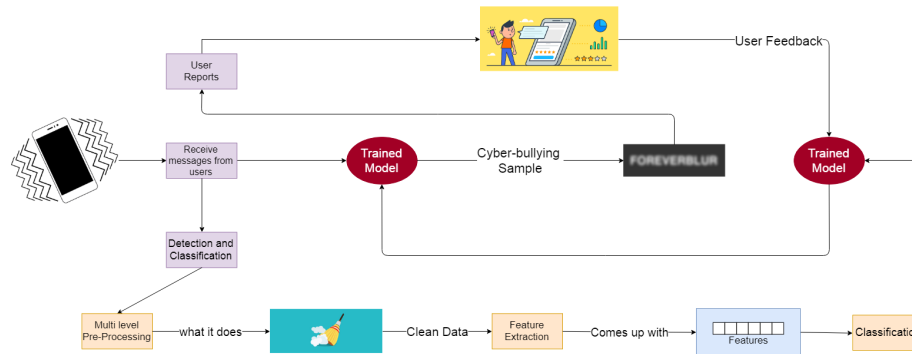 User Feedback
User
Reports
Receive
messages from
users
Trained
Model
Cyber-bullying
Sample
FOREVERBLUR
Trained
Model
Detection and
Classification
Multi level
Pre-Processing
what it does
Clean Data
Feature
Extraction
Comes up with
Features
Classification